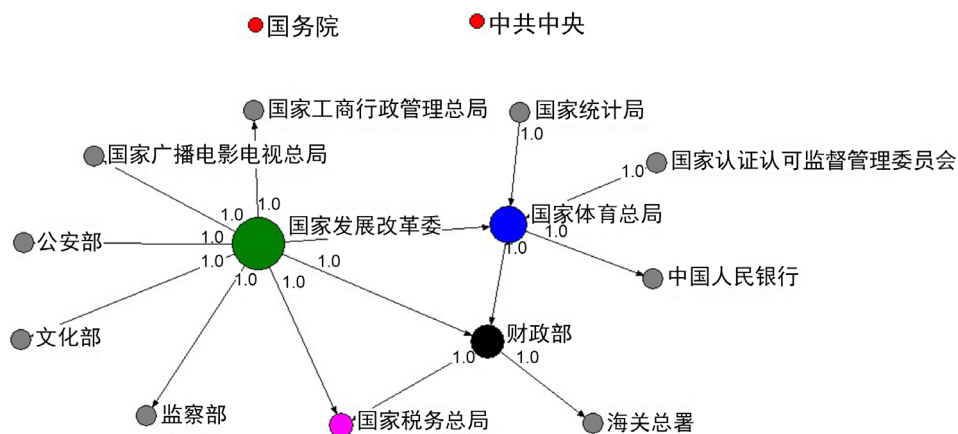 国务院
中共中央
国家工商行政管理总局
国家统计局
1.0
国家广播电影电视总局
国家认证认可监督管理委员会
1.0
1.0
1.0
国家发展改革委
国家体育总局
1.0
公安部
1.0
1.0
1.0
1.0
中国人民银行
1.0
1.0
文化部
财政部
1.0
1.0
监察部
国家税务总局
海关总署